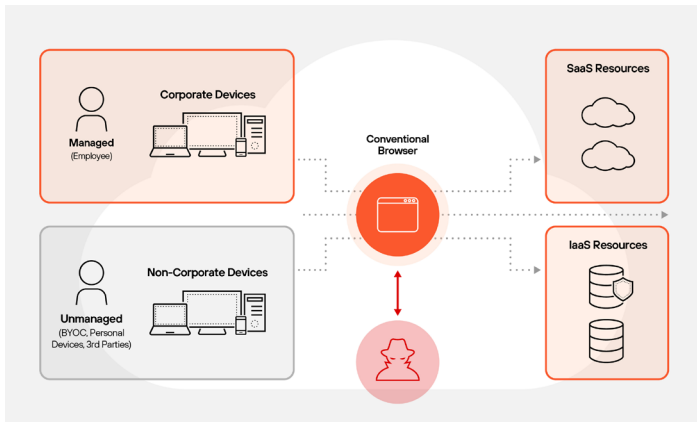 Corporate Devices
Managed
(Employee)
Conventional
Browser
SaaS Resources
Non-Corporate Devices
Unmanaged
(BYOC, Personal
Devices, 3rd Parties)
IaaS Resources